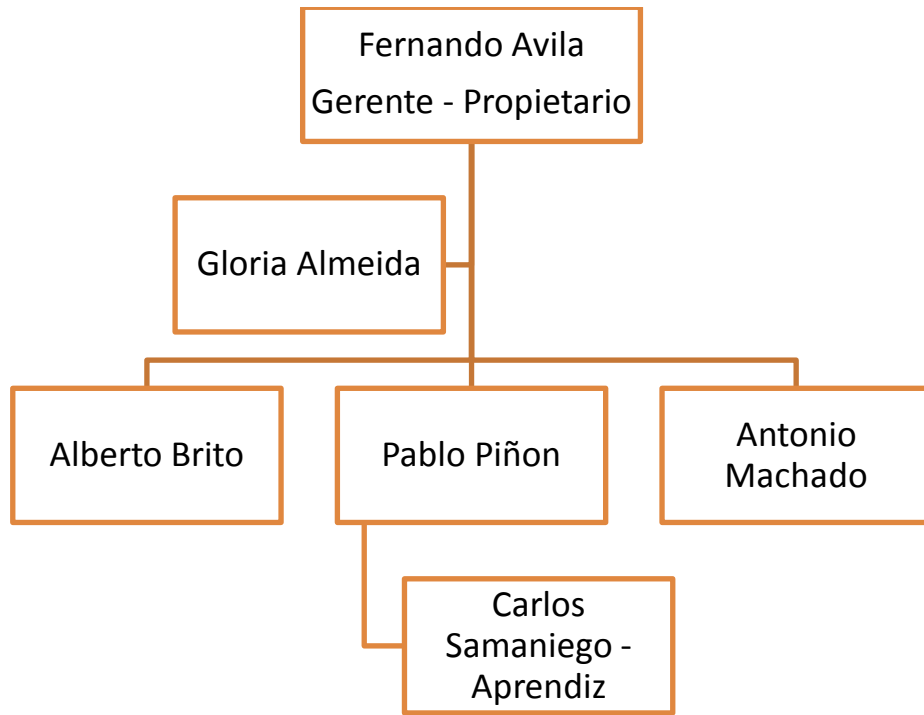 Fernando Avila
Gerente - Propietario
Gloria Almeida
Alberto Brito
Pablo Piñon
Antonio
Machado
Carlos
Samaniego -
Aprendiz